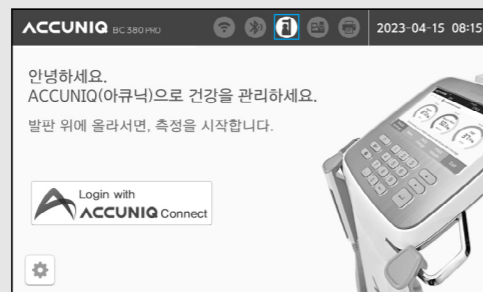 ACCUNIQ BC380 PRO
2023-04-15 08:15
안녕하세요.
ACCUNIQ(아큐닉)으로 건강을 관리하세요.
발판 위에 올라서면, 측정을 시작합니다.
Login with
ACCUNIQ Connect